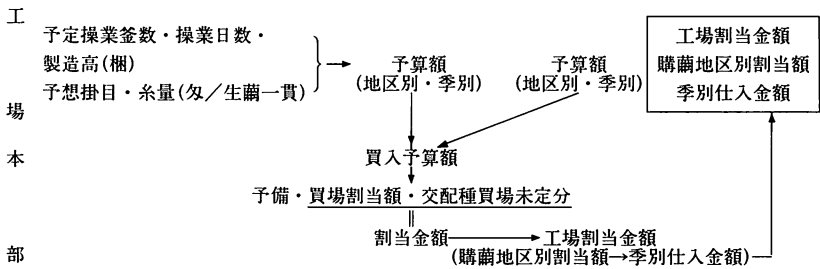 工場
本部
予定操業釜数・操業日数・
製造高(梱)
予想掛目・糸量(匁／生繭一貫)
予算額
(地区別・季別)
予算額
(地区別・季別)
工場割当金額
購繭地区別割当額
季別仕入金額
買入予算額
予備・買場割当額・交配種買場未定分
割当金額
工場割当金額
(購繭地区別割当額→季別仕入金額)